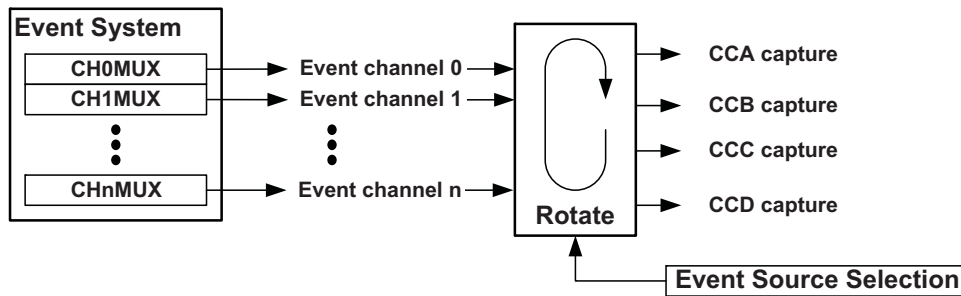 Event System
CH0MUX
Event channel 0
CCA capture
CH1MUX
Event channel 1
CCB capture
CCC capture
CHnMUX
Event channel n
CCD capture
Rotate
Event Source Selection